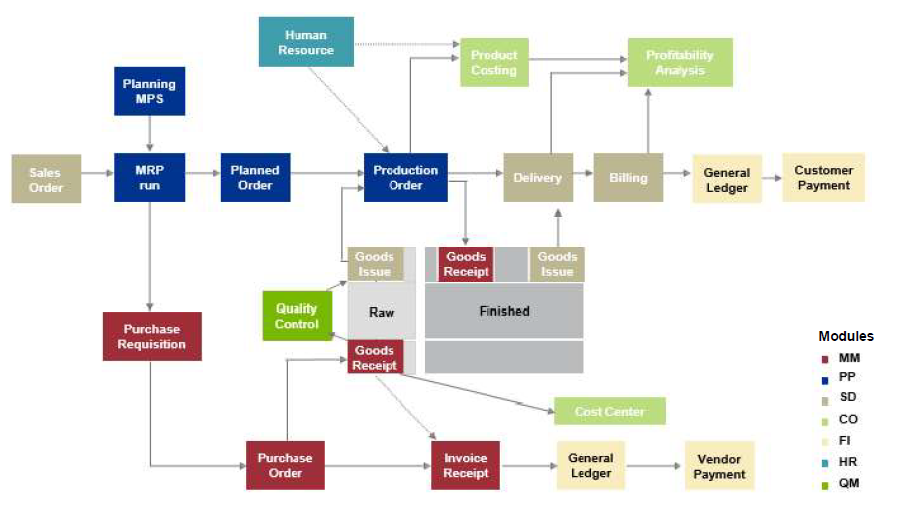 Human
Resource
Product
Costing
Profitability
Analysis
Planning
MPS
Sales
Order
MRP
run
Planned
Order
Production
Order
Delivery
Billing
General
Ledger
Customer
Payment
Goods
Issue
Goods
Receipt
Goods
Issue
Quality
Control
Raw
Finished
Purchase
Requisition
Goods
Receipt
Cost Center
Purchase
Order
Invoice
Receipt
General
Ledger
Vendor
Payment
Modules
MM
PP
SD
CO
FI
HR
QM